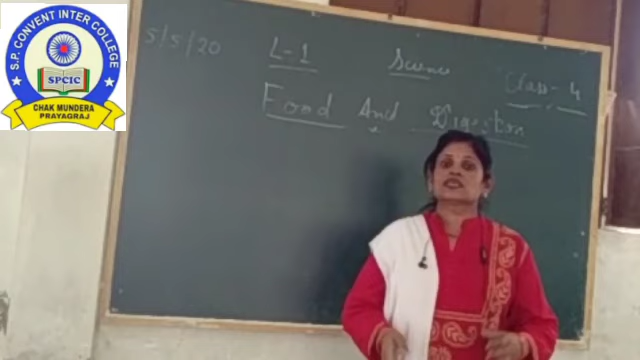 S.P. CONVENT INTER COLLEGE
SPCIC
CHAK MUNDERA
PRAYAGRAJ
5/5/20 L-1 Science Class-4
Food And Digestion